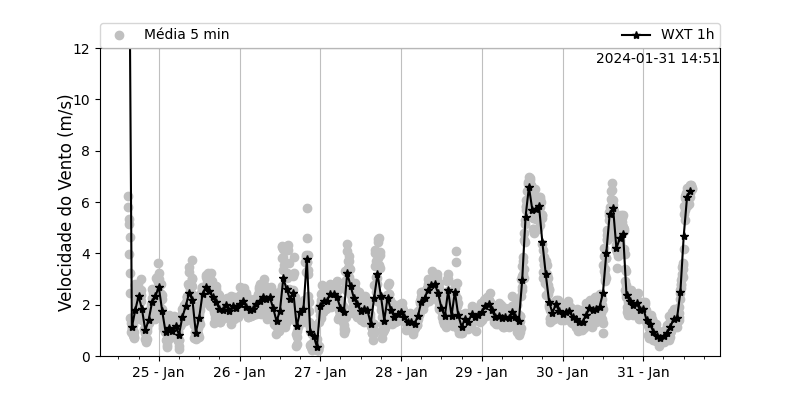 Média 5 min
WXT 1h
2024-01-31 14:51
Velocidade do Vento (m/s)
12
10
8
6
4
2
0
25 - Jan
26 - Jan
27 - Jan
28 - Jan
29 - Jan
30 - Jan
31 - Jan